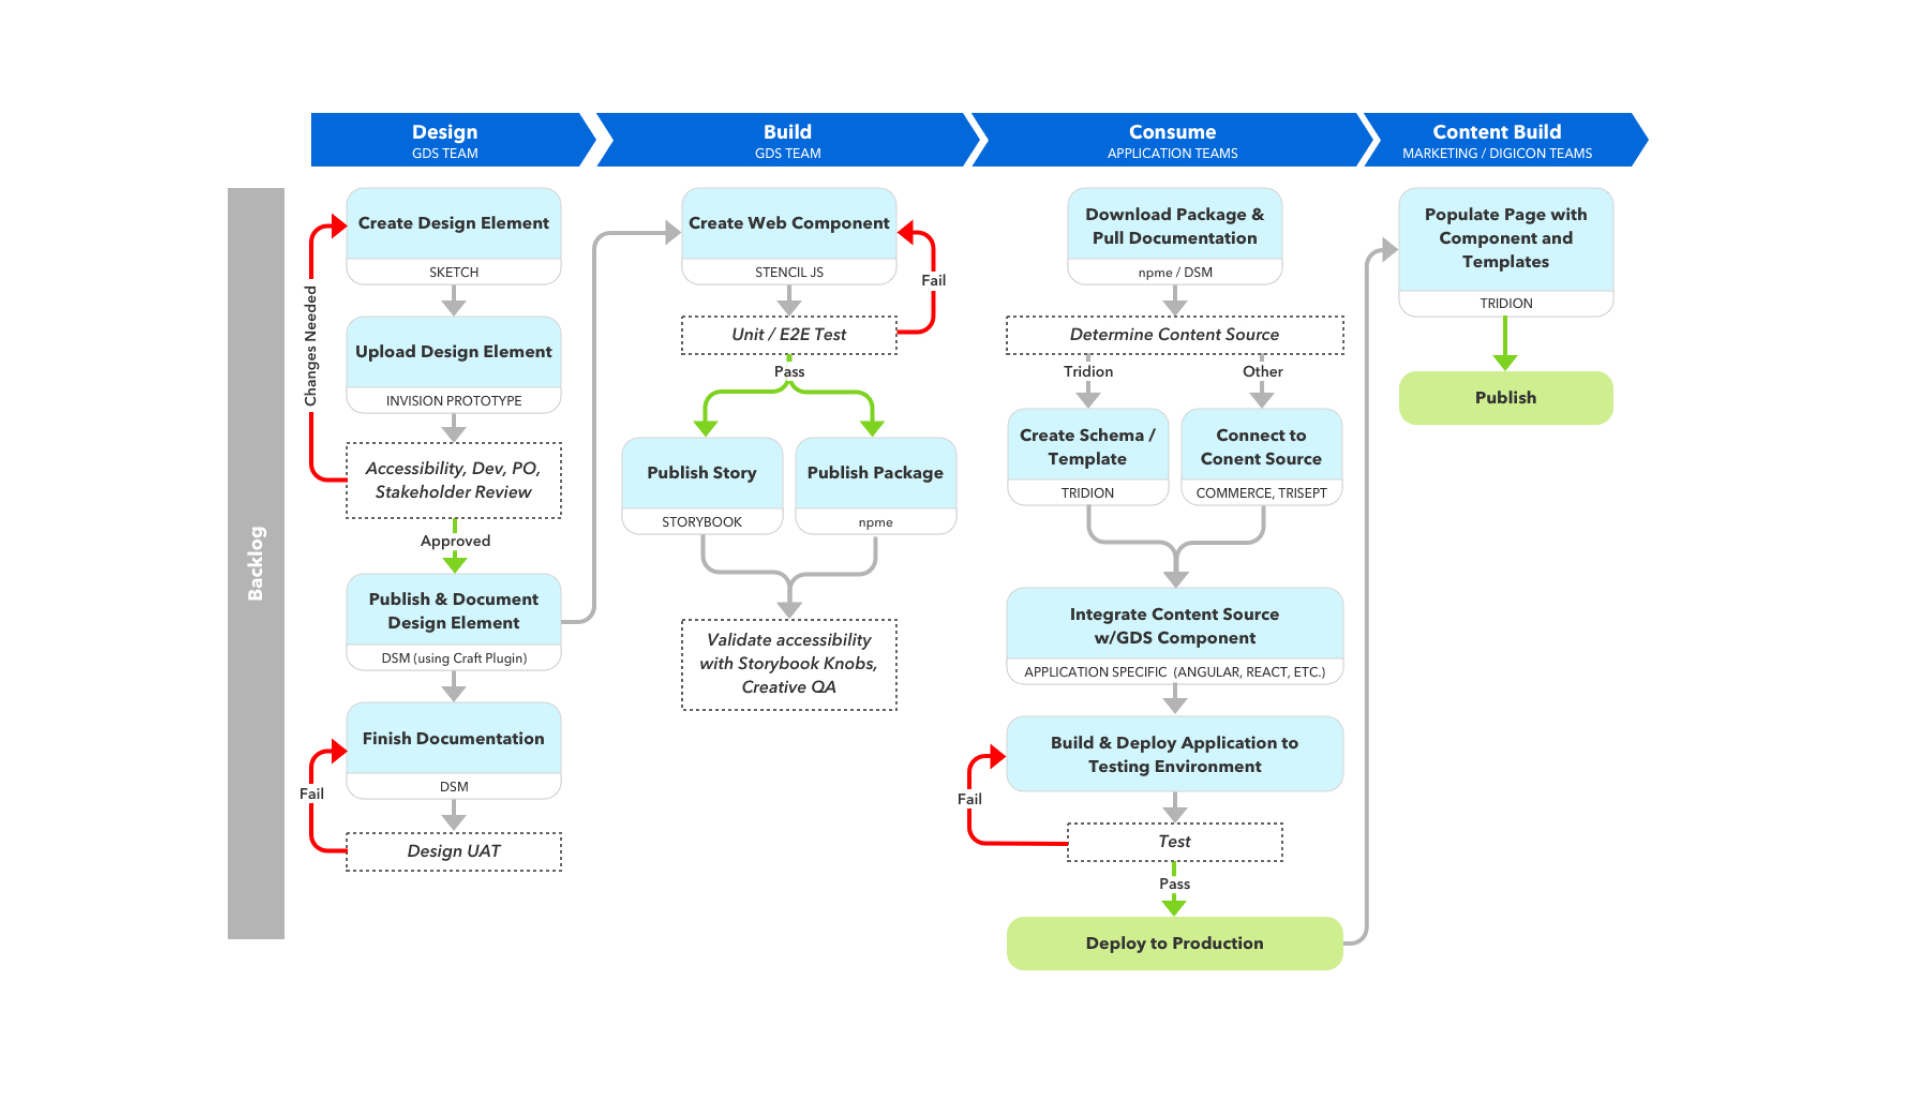 Design
GDS TEAM
Build
GDS TEAM
Consume
APPLICATION TEAMS
Content Build
MARKETING / DIGICON TEAMS
Backlog
Create Design Element
SKETCH
Changes Needed
Upload Design Element
INVISION PROTOTYPE
Accessibility, Dev, PO,
Stakeholder Review
Approved
Publish & Document
Design Element
DSM (using Craft Plugin)
Finish Documentation
DSM
Fail
Design UAT
Create Web Component
STENCIL JS
Fail
Unit / E2E Test
Pass
Publish Story
STORYBOOK
Publish Package
npme
Validate accessibility
with Storybook Knobs,
Creative QA
Download Package &
Pull Documentation
npme / DSM
Determine Content Source
Tridion
Other
Create Schema /
Template
TRIDION
Connect to
Conent Source
COMMERCE, TRISEPT
Integrate Content Source
w/GDS Component
APPLICATION SPECIFIC (ANGULAR, REACT, ETC.)
Build & Deploy Application to
Testing Environment
Fail
Test
Pass
Deploy to Production
Populate Page with
Component and
Templates
TRIDION
Publish